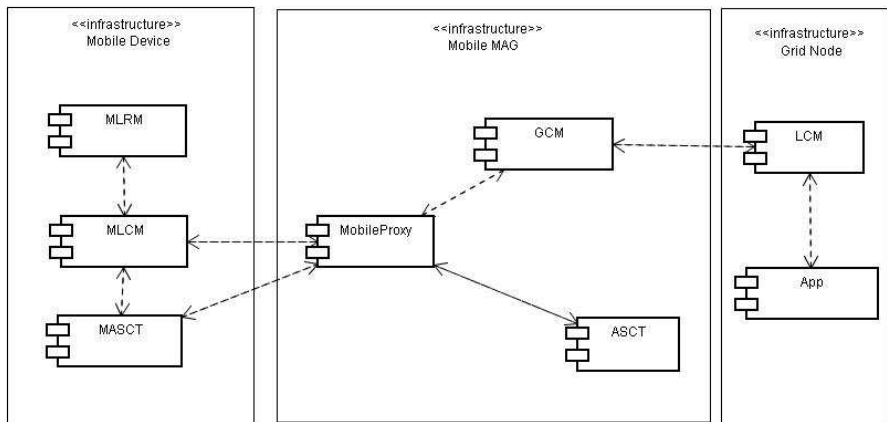 <<infrastructure>>
Mobile Device
MLRM
MLCM
MASCT
<<infrastructure>>
Mobile MAG
GCM
MobileProxy
ASCT
<<infrastructure>>
Grid Node
LCM
App